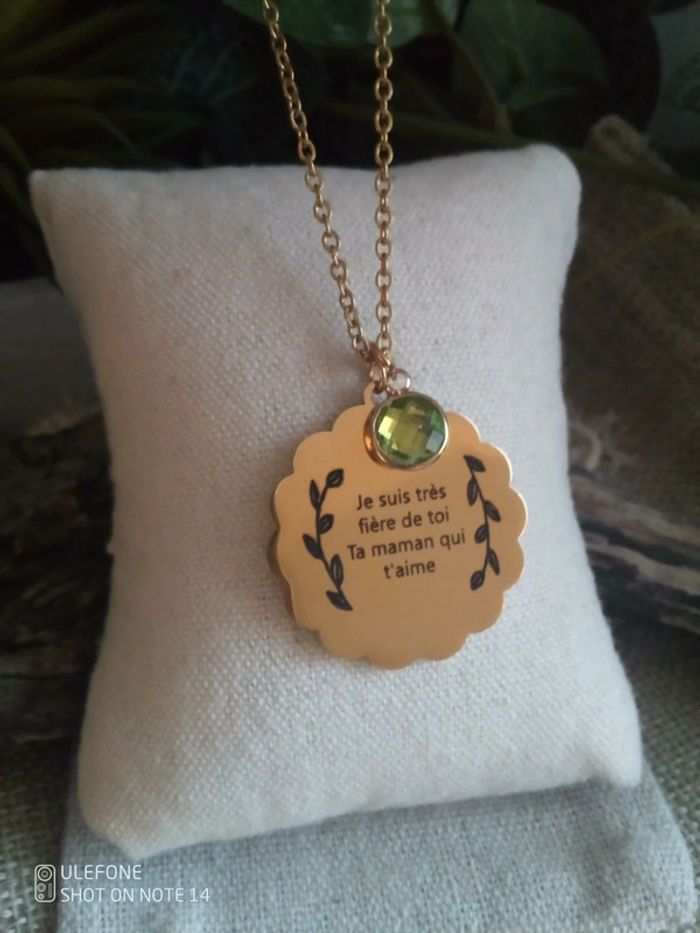 Je suis très
fière de toi
Ta maman qui
t'aime
ULEFONE
SHOT ON NOTE 14